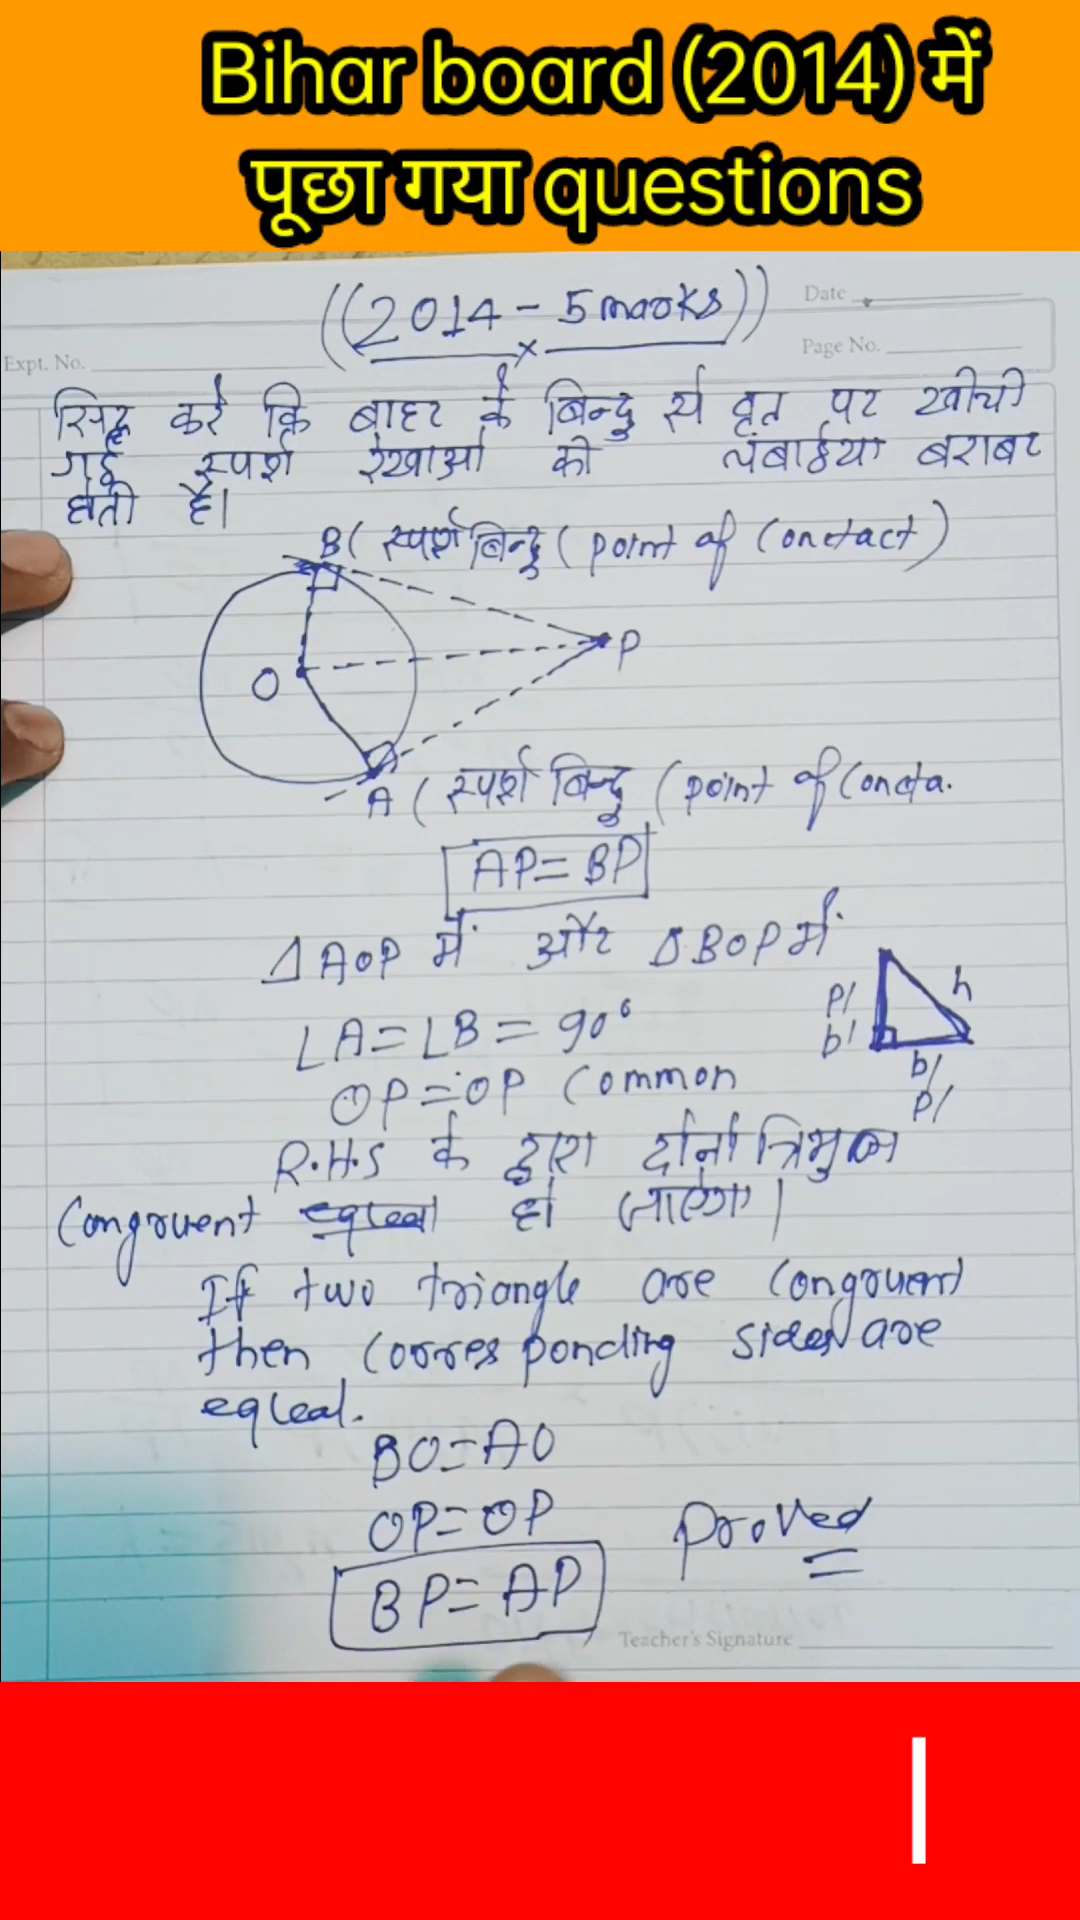 Bihar board (2014) में
पूछा गया questions
((2014 - 5 marks))
x
Date
Expt. No.
Page No.
सिद्ध करें कि बाहर के बिन्दु से वृत पर खींची
गई स्पर्श रेखाओं की लंबाईयाँ बराबर
होती है।
B ( स्पर्श बिन्दु ( point of Conctact )
O
P
A ( स्पर्श बिन्दु ( point of Concta.
AP = BP
△AOP में और △BOP में
∠A = ∠B = 90°
p/ h
b/
OP = OP Common
b/
p/
R.H.S के द्वारा दोनों त्रिभुज
Congruent equal हो जाऐगा।
If two triangle are Congruent
then Corresponding sides are
equal.
BO = AO
OP = OP
Proved
BP = AP
Teacher's Signature